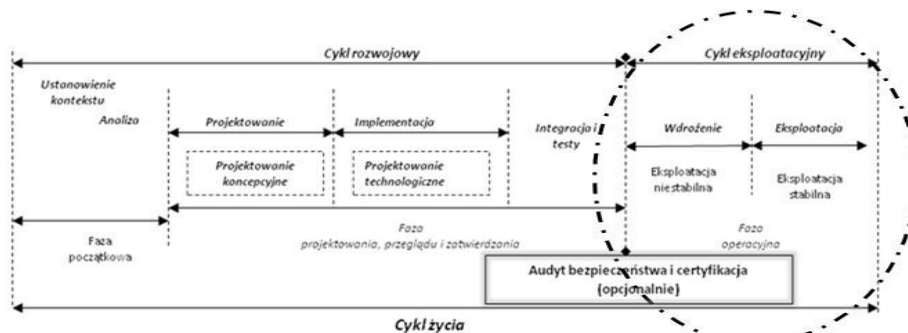 Cykl rozwojowy
Cykl eksploatacyjny
Ustanowienie
kontekstu
Analiza
Projektowanie
Implementacja
Integracja i
testy
Wdrożenie
Eksploatacja
Projektowanie
koncepcyjne
Projektowanie
technologiczne
Eksploatacja
niestabilna
Eksploatacja
stabilna
Faza
początkowa
Faza
projektowania, przeglądu i zatwierdzania
Faza
operacyjna
Audyt bezpieczeństwa i certyfikacja
(opcjonalnie)
Cykl życia